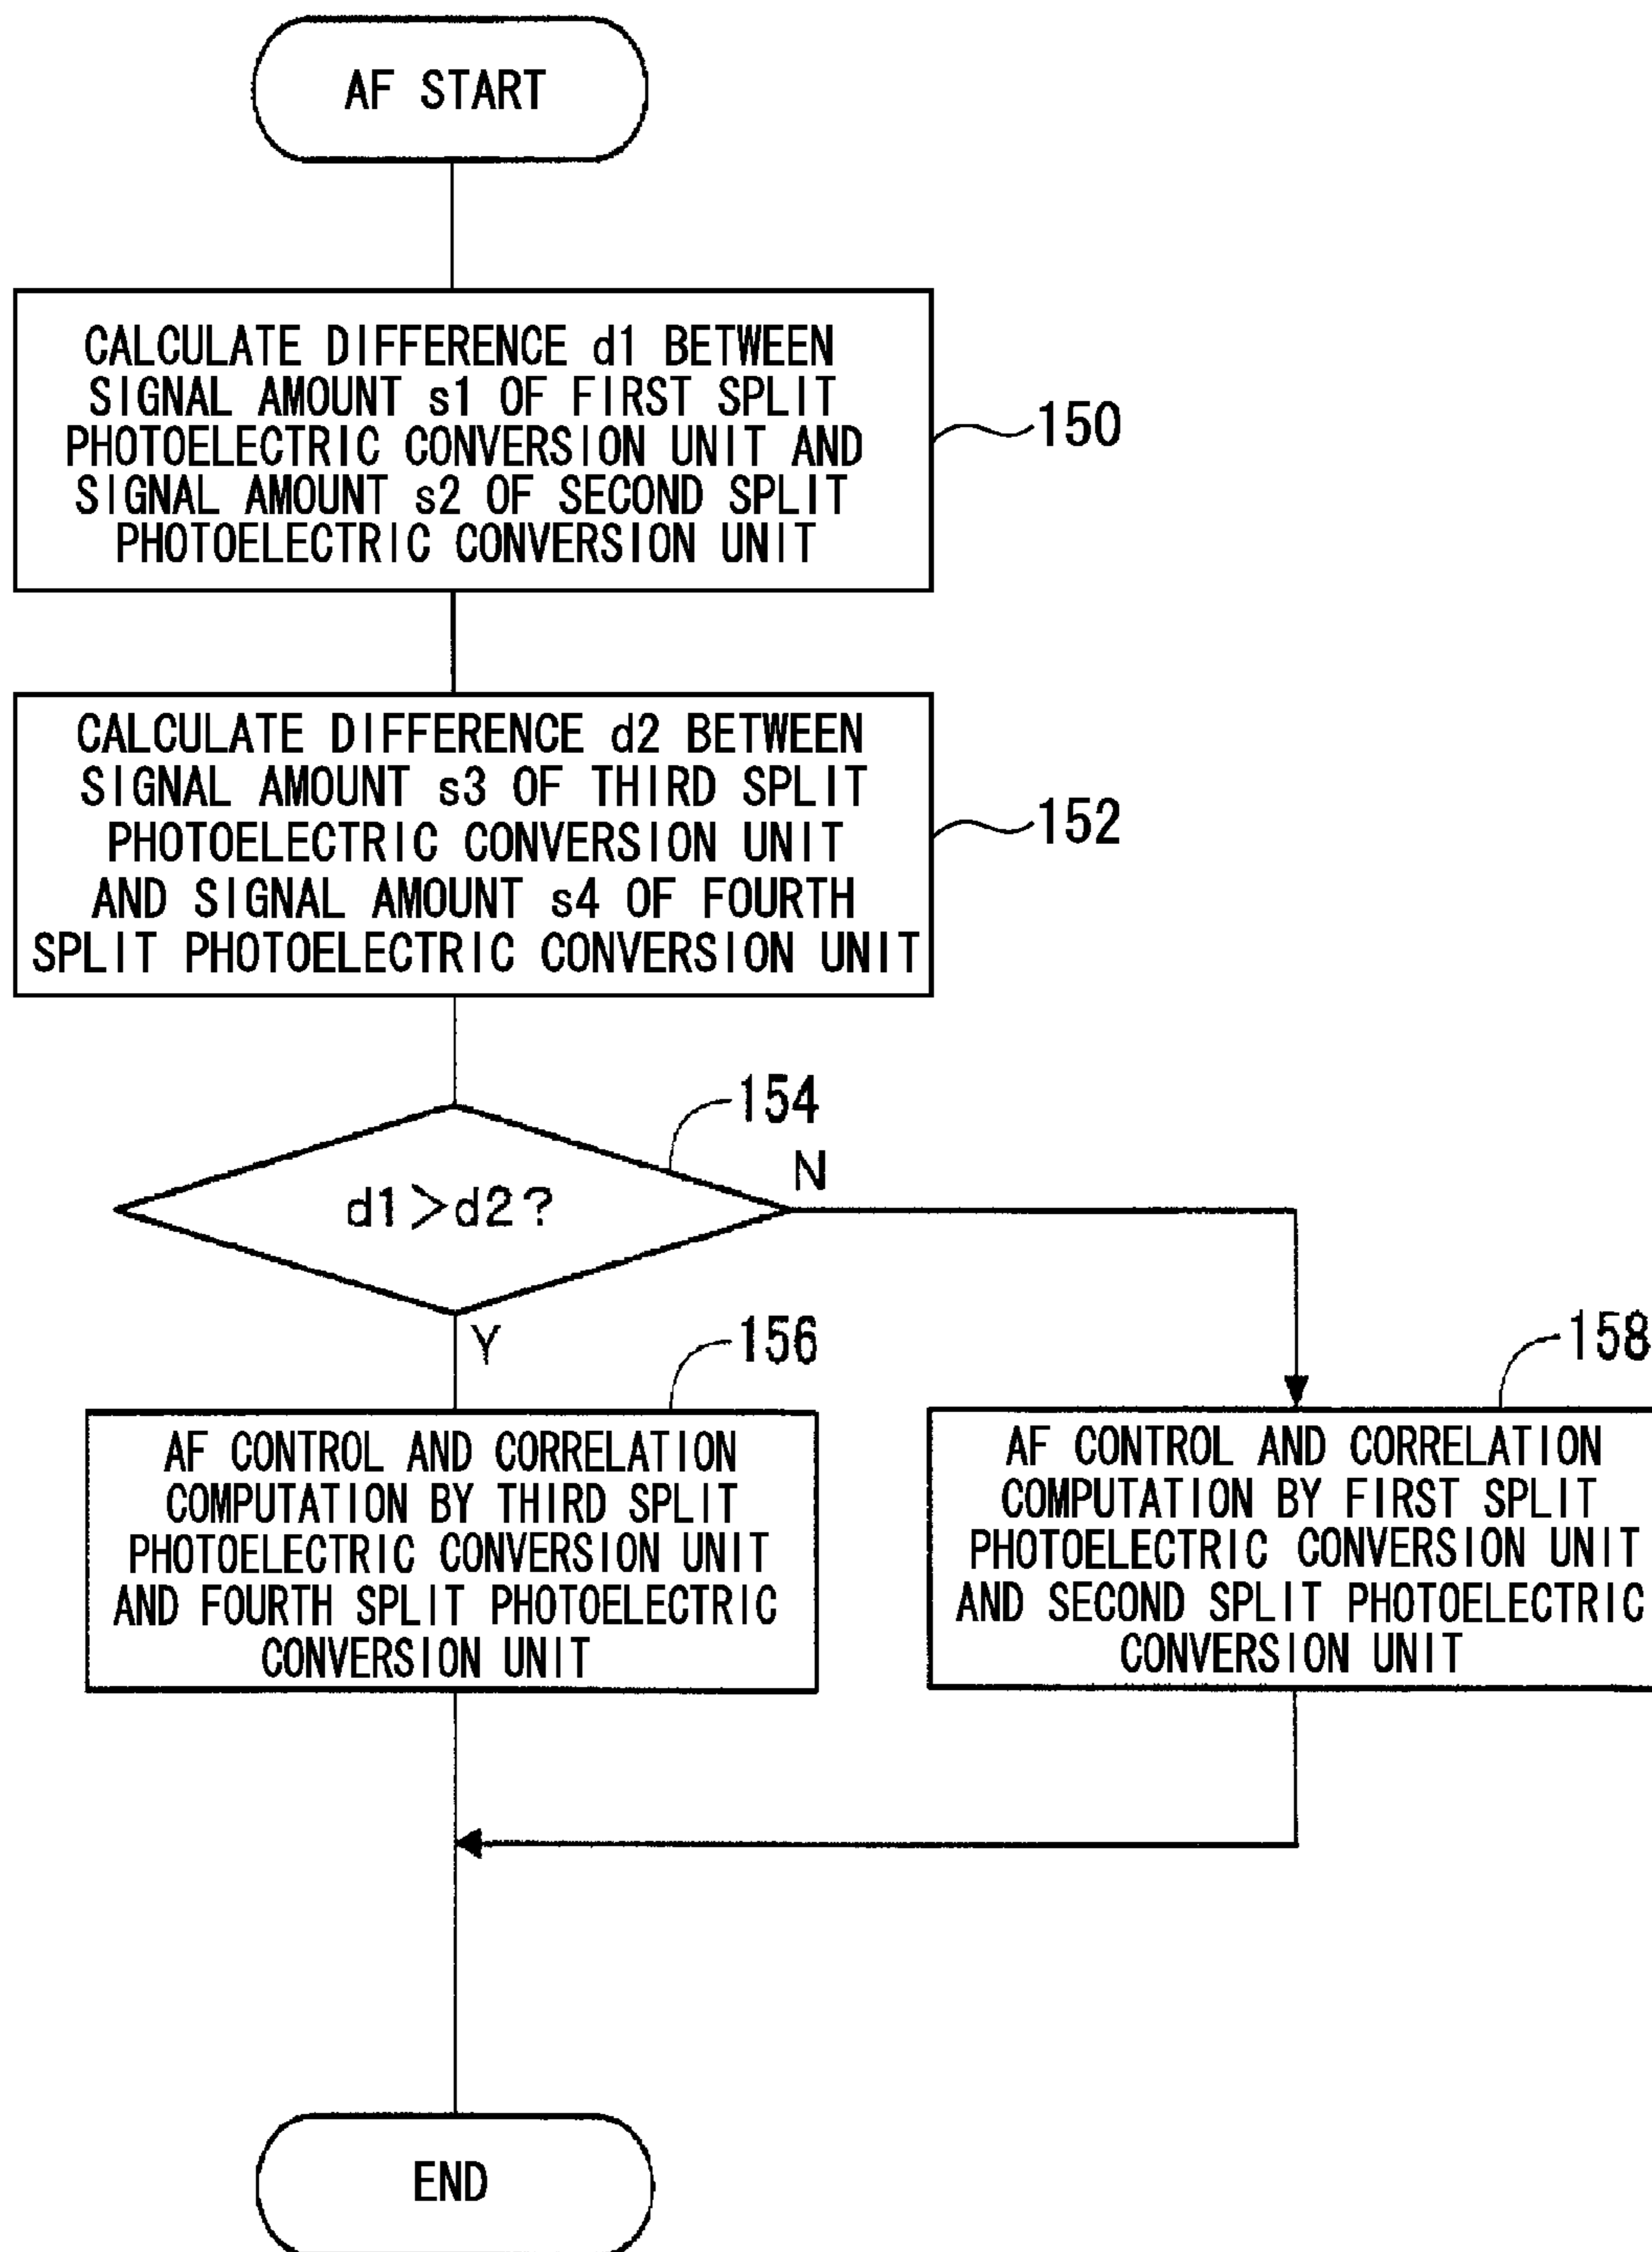 AF START
CALCULATE DIFFERENCE d1 BETWEEN
SIGNAL AMOUNT s1 OF FIRST SPLIT
PHOTOELECTRIC CONVERSION UNIT AND
SIGNAL AMOUNT s2 OF SECOND SPLIT
PHOTOELECTRIC CONVERSION UNIT
150
CALCULATE DIFFERENCE d2 BETWEEN
SIGNAL AMOUNT s3 OF THIRD SPLIT
PHOTOELECTRIC CONVERSION UNIT
AND SIGNAL AMOUNT s4 OF FOURTH
SPLIT PHOTOELECTRIC CONVERSION UNIT
152
154
d1>d2?
N
Y
156
AF CONTROL AND CORRELATION
COMPUTATION BY THIRD SPLIT
PHOTOELECTRIC CONVERSION UNIT
AND FOURTH SPLIT PHOTOELECTRIC
CONVERSION UNIT
158
AF CONTROL AND CORRELATION
COMPUTATION BY FIRST SPLIT
PHOTOELECTRIC CONVERSION UNIT
AND SECOND SPLIT PHOTOELECTRIC
CONVERSION UNIT
END